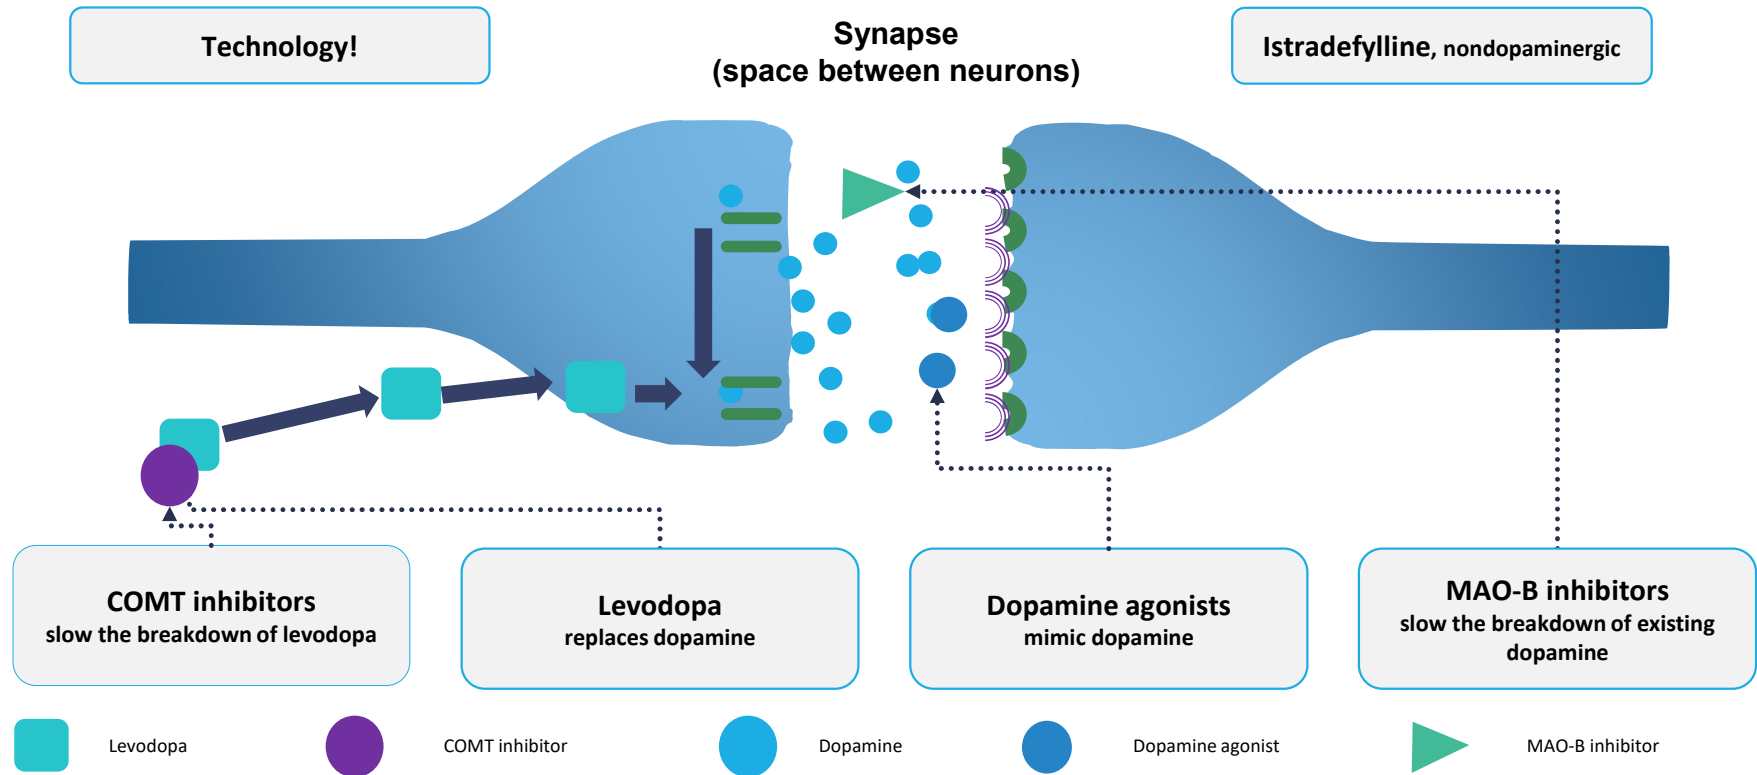 Technology!
Synapse
(space between neurons)
Istradefylline, nondopaminergic
COMT inhibitors
slow the breakdown of levodopa
Levodopa
replaces dopamine
Dopamine agonists
mimic dopamine
MAO-B inhibitors
slow the breakdown of existing
dopamine
Levodopa
COMT inhibitor
Dopamine
Dopamine agonist
MAO-B inhibitor